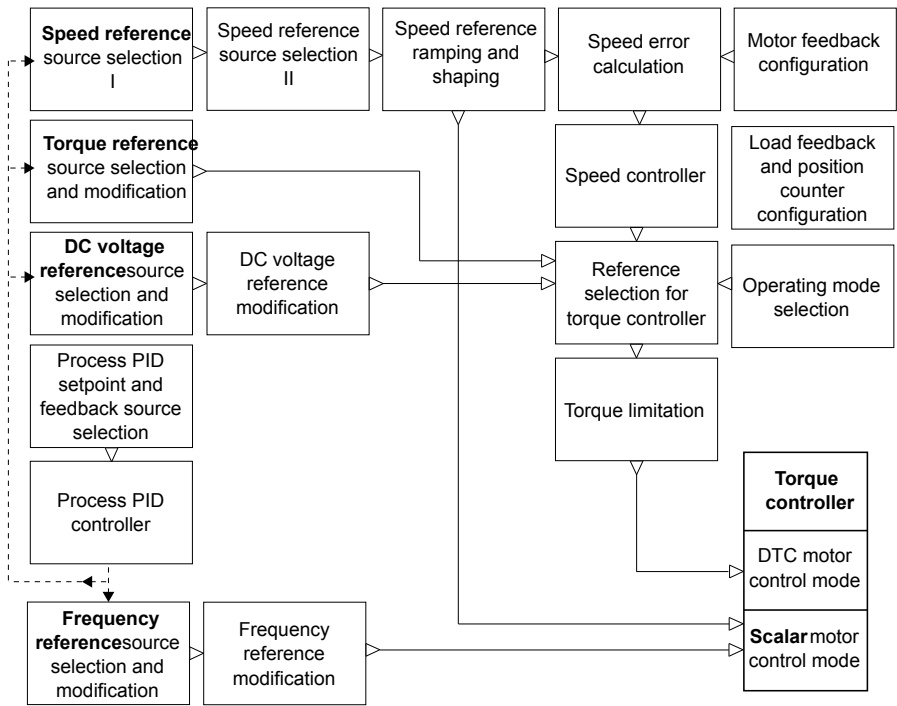 Speed reference
source selection
I
Speed reference
source selection
II
Speed reference
ramping and
shaping
Speed error
calculation
Motor feedback
configuration
Torque reference
source selection
and modification
Speed controller
Load feedback
and position
counter
configuration
DC voltage
referencesource
selection and
modification
DC voltage
reference
modification
Reference
selection for
torque controller
Operating mode
selection
Process PID
setpoint and
feedback source
selection
Torque limitation
Process PID
controller
Torque
controller
DTC motor
control mode
Frequency
referencesource
selection and
modification
Frequency
reference
modification
Scalar motor
control mode